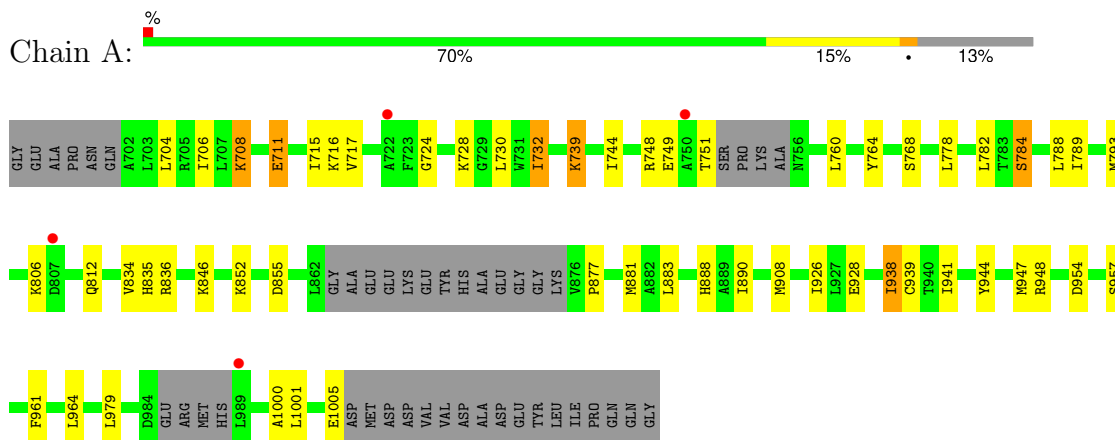 %
Chain A:
70% 15% • 13%
GLY GLU ALA PRO ASN GLN A702 L703 L704 R705 I706 L707 K708 E711 I715 K716 V717 A722 F723 G724 K728 G729 L730 W731 I732 K739 I744 R748 E749 A750 T751 SER PRO LYS ALA N756 L760 Y764 S768 L778 L782 T783 S784 L788 I789 M793
K806 D807 Q812 V834 H835 R836 K846 K852 D855 L862 GLY ALA GLU GLU LYS GLU TYR HIS ALA GLU GLY GLY LYS V876 P877 M881 A882 L883 H888 A889 I890 M908 I926 L927 E928 I938 C939 T940 I941 Y944 M947 R948 D954 S957
F961 L964 L979 D984 GLU ARG MET HIS L989 A1000 L1001 E1005 ASP MET ASP ASP VAL VAL ASP ALA ASP GLU TYR LEU ILE PRO GLN GLN GLY